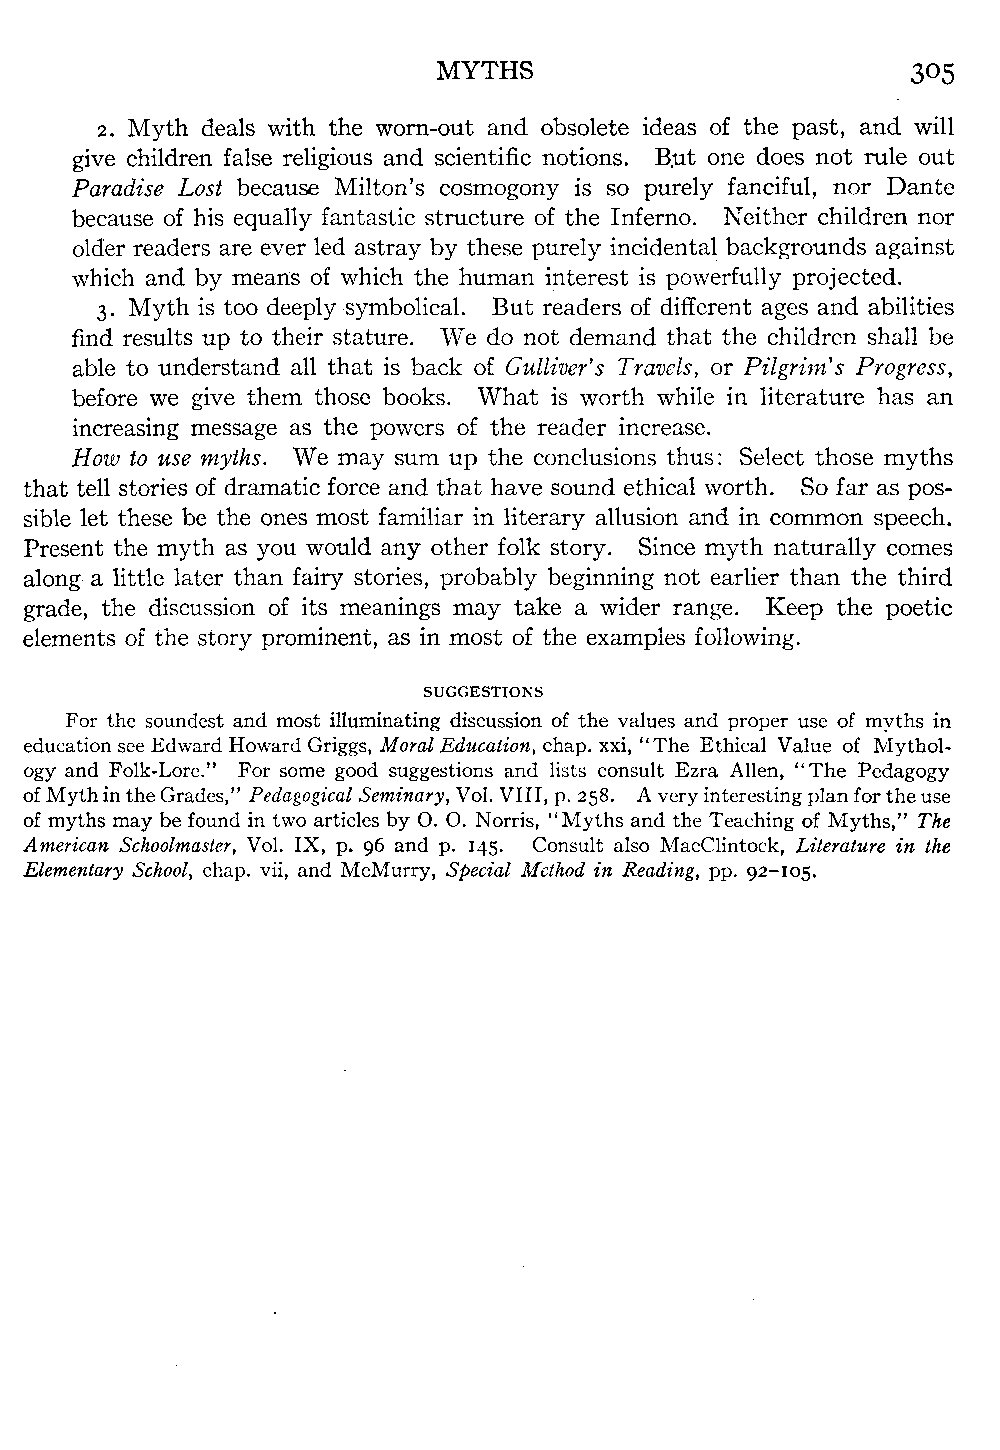 MYTHS 305
2. Myth deals with the worn-out and obsolete ideas of the past, and will
give children false religious and scientific notions. But one does not rule out
Paradise Lost because Milton's cosmogony is so purely fanciful, nor Dante
because of his equally fantastic structure of the Inferno. Neither children nor
older readers are ever led astray by these purely incidental backgrounds against
which and by means of which the human interest is powerfully projected.
3. Myth is too deeply symbolical. But readers of different ages and abilities
find results up to their stature. We do not demand that the children shall be
able to understand all that is back of Gulliver's Travels, or Pilgrim's Progress,
before we give them those books. What is worth while in literature has an
increasing message as the powers of the reader increase.
How to use myths. We may sum up the conclusions thus: Select those myths
that tell stories of dramatic force and that have sound ethical worth. So far as pos-
sible let these be the ones most familiar in literary allusion and in common speech.
Present the myth as you would any other folk story. Since myth naturally comes
along a little later than fairy stories, probably beginning not earlier than the third
grade, the discussion of its meanings may take a wider range. Keep the poetic
elements of the story prominent, as in most of the examples following.
SUGGESTIONS
For the soundest and most illuminating discussion of the values and proper use of myths in
education see Edward Howard Griggs, Moral Education, chap. xxi, "The Ethical Value of Mythol-
ogy and Folk-Lore." For some good suggestions and lists consult Ezra Allen, "The Pedagogy
of Myth in the Grades," Pedagogical Seminary, Vol. VIII, p. 258. A very interesting plan for the use
of myths may be found in two articles by O. O. Norris, "Myths and the Teaching of Myths," The
American Schoolmaster, Vol. IX, p. 96 and p. 145. Consult also MacClintock, Literature in the
Elementary School, chap. vii, and McMurry, Special Method in Reading, pp. 92–105.